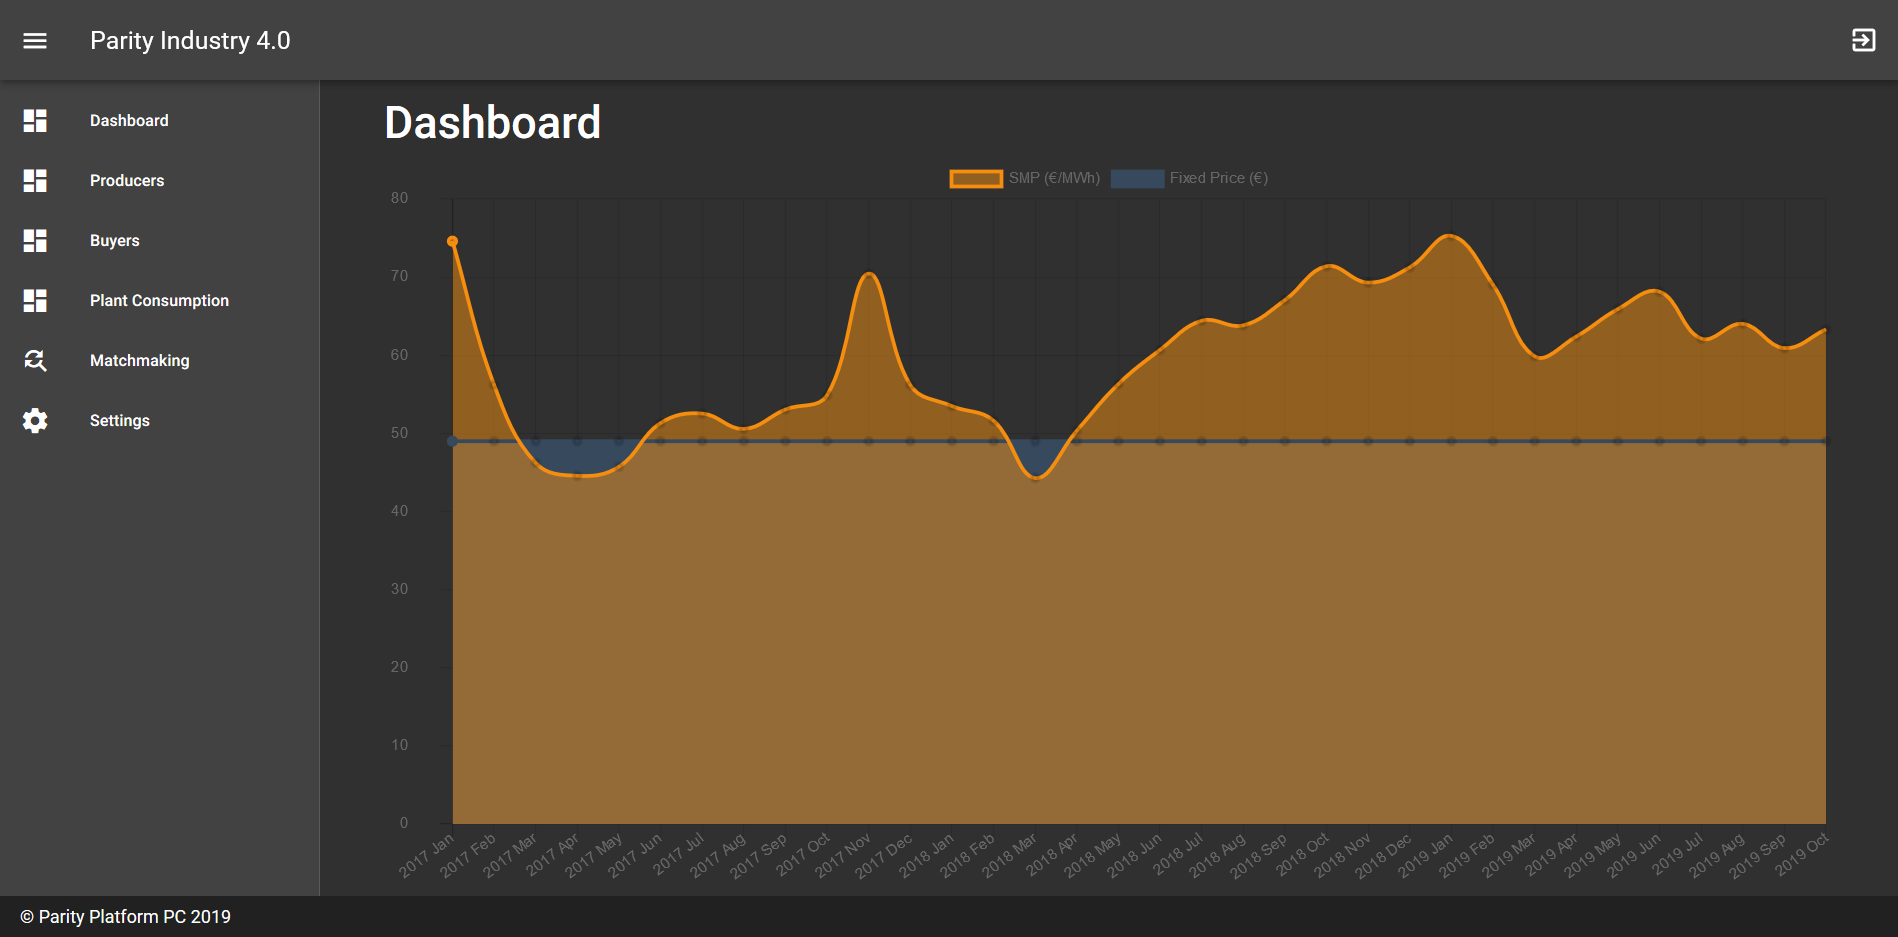 Parity Industry 4.0
Dashboard
Producers
Buyers
Plant Consumption
Matchmaking
Settings
Dashboard
SMP (€/MWh) Fixed Price (€)
80
70
60
50
40
30
20
10
0
2017 Jan
2017 Feb
2017 Mar
2017 Apr
2017 May
2017 Jun
2017 Jul
2017 Aug
2017 Sep
2017 Oct
2017 Nov
2017 Dec
2018 Jan
2018 Feb
2018 Mar
2018 Apr
2018 May
2018 Jun
2018 Jul
2018 Aug
2018 Sep
2018 Oct
2018 Nov
2018 Dec
2019 Jan
2019 Feb
2019 Mar
2019 Apr
2019 May
2019 Jun
2019 Jul
2019 Aug
2019 Sep
2019 Oct
© Parity Platform PC 2019